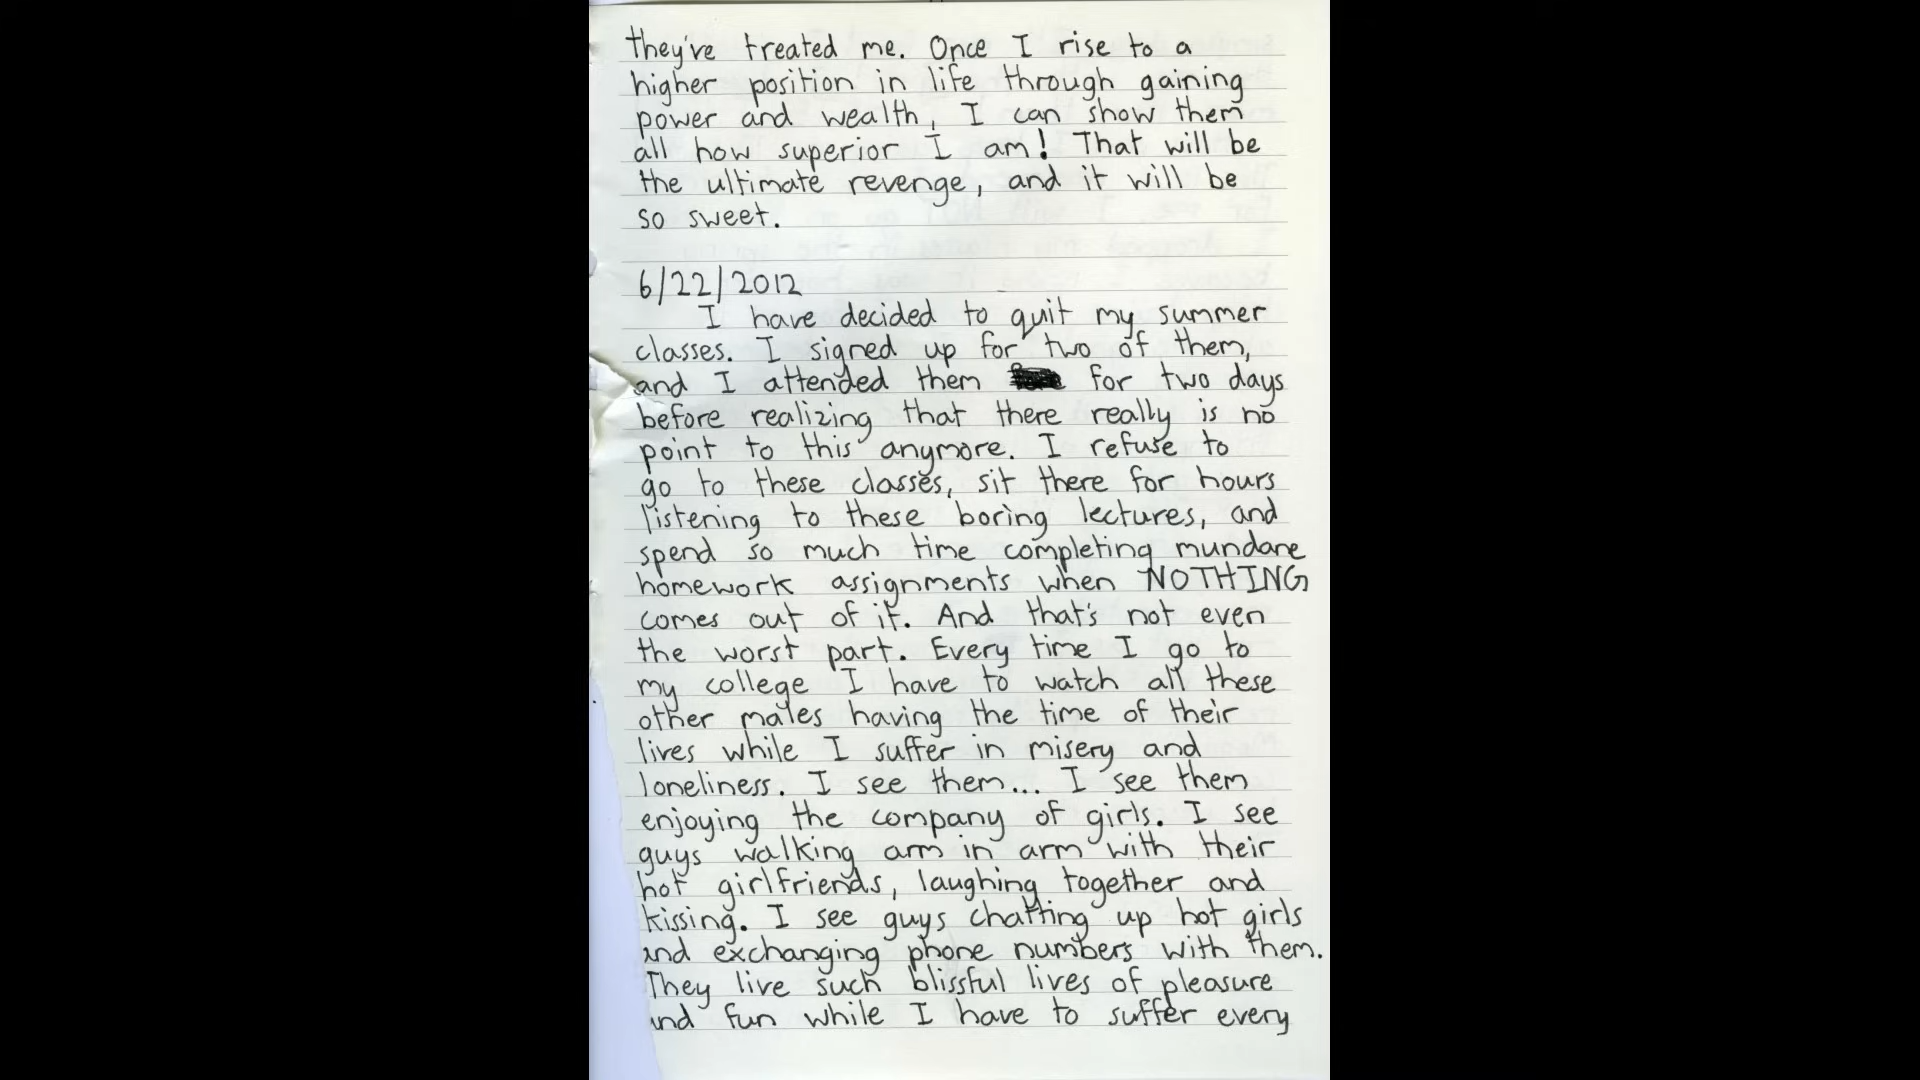 they've treated me. Once I rise to a
higher position in life through gaining
power and wealth, I can show them
all how superior I am! That will be
the ultimate revenge, and it will be
so sweet.
6/22/2012
I have decided to quit my summer
classes. I signed up for two of them,
and I attended them for two days
before realizing that there really is no
point to this anymore. I refuse to
go to these classes, sit there for hours
listening to these boring lectures, and
spend so much time completing mundane
homework assignments when NOTHING
comes out of it. And that's not even
the worst part. Every time I go to
my college I have to watch all these
other males having the time of their
lives while I suffer in misery and
loneliness. I see them... I see them
enjoying the company of girls. I see
guys walking arm in arm with their
hot girlfriends, laughing together and
kissing. I see guys chatting up hot girls
and exchanging phone numbers with them.
They live such blissful lives of pleasure
and fun while I have to suffer every